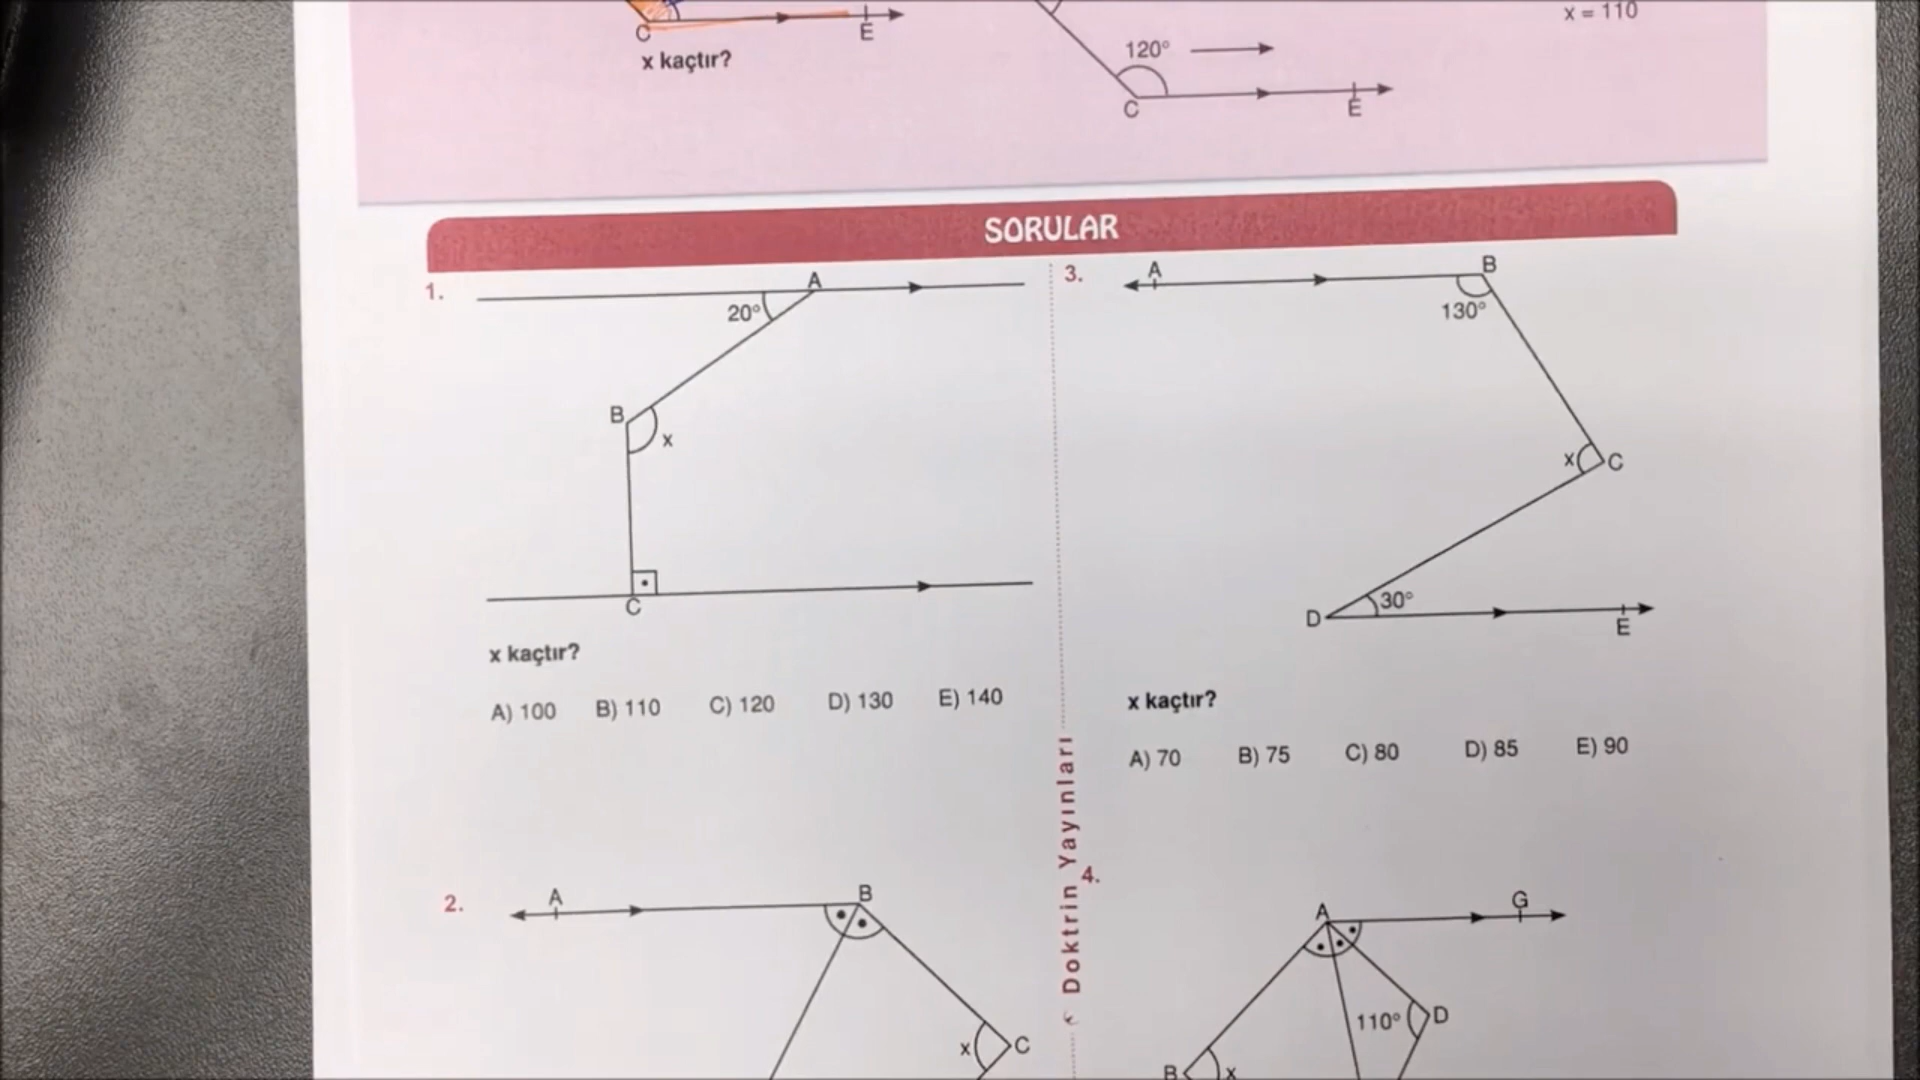 C
E
x kaçtır?
120°
C
E
x = 110
SORULAR
1.
A
20°
B
x
C
x kaçtır?
A) 100 B) 110 C) 120 D) 130 E) 140
2.
A
B
x
C
3.
A
B
130°
x
C
D
30°
E
x kaçtır?
A) 70 B) 75 C) 80 D) 85 E) 90
Doktrin Yayınları
4.
A
G
110°
D
B
x